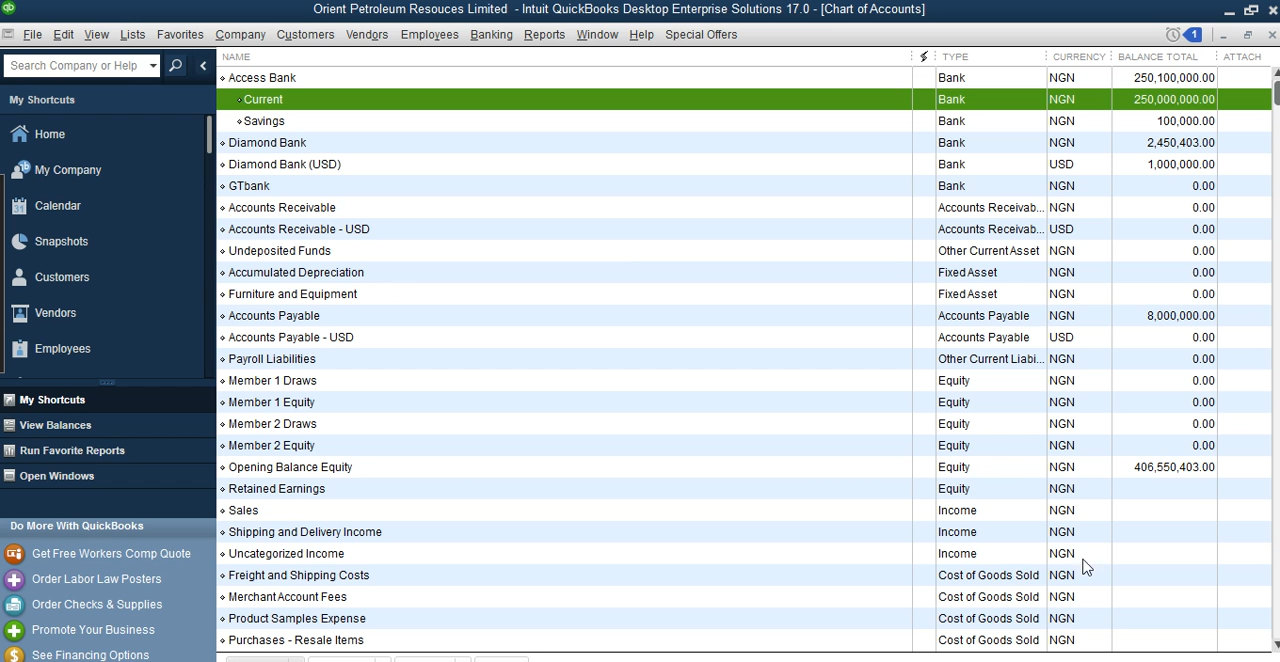 Orient Petroleum Resouces Limited - Intuit QuickBooks Desktop Enterprise Solutions 17.0 - [Chart of Accounts]
File Edit View Lists Favorites Company Customers Vendors Employees Banking Reports Window Help Special Offers 1
Search Company or Help
My Shortcuts
Home
My Company
Calendar
Snapshots
Customers
Vendors
Employees
My Shortcuts
View Balances
Run Favorite Reports
Open Windows
Do More With QuickBooks
Get Free Workers Comp Quote
Order Labor Law Posters
Order Checks & Supplies
Promote Your Business
See Financing Options
NAME TYPE CURRENCY BALANCE TOTAL ATTACH
Access Bank Bank NGN 250,100,000.00
Current Bank NGN 250,000,000.00
Savings Bank NGN 100,000.00
Diamond Bank Bank NGN 2,450,403.00
Diamond Bank (USD) Bank USD 1,000,000.00
GTbank Bank NGN 0.00
Accounts Receivable Accounts Receivab... NGN 0.00
Accounts Receivable - USD Accounts Receivab... USD 0.00
Undeposited Funds Other Current Asset NGN 0.00
Accumulated Depreciation Fixed Asset NGN 0.00
Furniture and Equipment Fixed Asset NGN 0.00
Accounts Payable Accounts Payable NGN 8,000,000.00
Accounts Payable - USD Accounts Payable USD 0.00
Payroll Liabilities Other Current Liabi... NGN 0.00
Member 1 Draws Equity NGN 0.00
Member 1 Equity Equity NGN 0.00
Member 2 Draws Equity NGN 0.00
Member 2 Equity Equity NGN 0.00
Opening Balance Equity Equity NGN 406,550,403.00
Retained Earnings Equity NGN
Sales Income NGN
Shipping and Delivery Income Income NGN
Uncategorized Income Income NGN
Freight and Shipping Costs Cost of Goods Sold NGN
Merchant Account Fees Cost of Goods Sold NGN
Product Samples Expense Cost of Goods Sold NGN
Purchases - Resale Items Cost of Goods Sold NGN